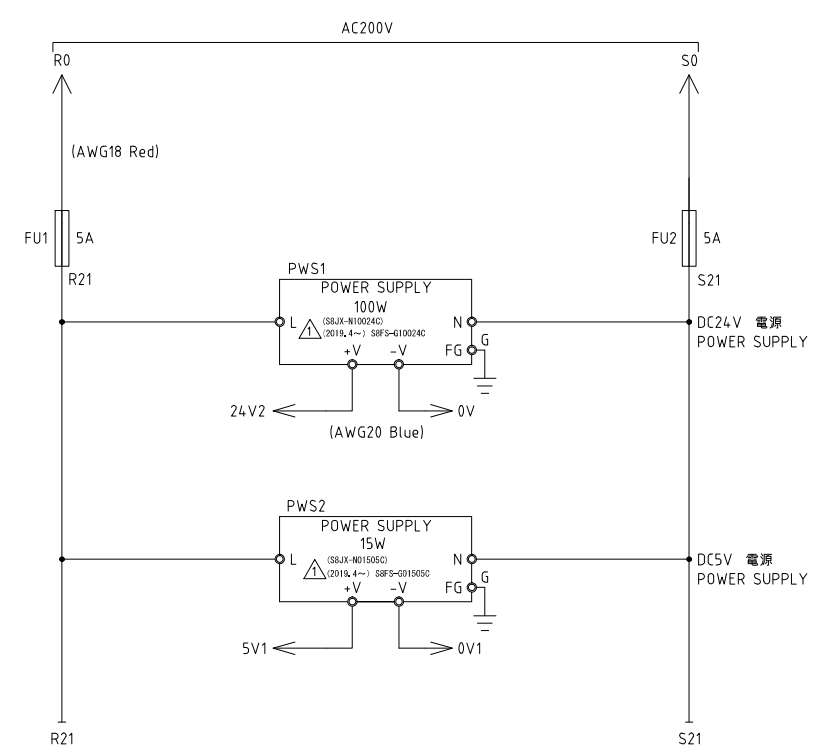 AC200V
R0
S0
(AWG18 Red)
FU1 5A
FU2 5A
R21
S21
PWS1
POWER SUPPLY
100W
(S8JX-N10024C)
L
N
1
(2019.4～) S8FS-G10024C
+V
-V
FG
G
DC24V 電源
POWER SUPPLY
24V2
0V
(AWG20 Blue)
PWS2
POWER SUPPLY
15W
(S8JX-N01505C)
L
N
1
(2019.4～) S8FS-G01505C
+V
-V
FG
G
DC5V 電源
POWER SUPPLY
5V1
0V1
R21
S21